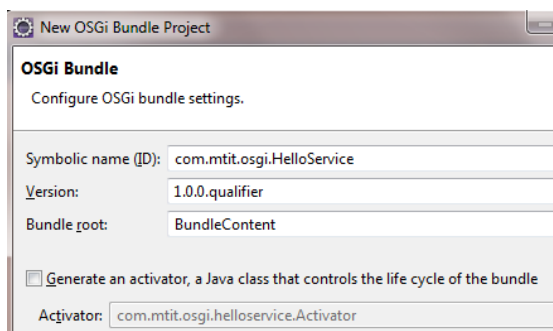 New OSGi Bundle Project
OSGi Bundle
Configure OSGi bundle settings.
Symbolic name (ID): com.mtit.osgi.HelloService
Version: 1.0.0.qualifier
Bundle root: BundleContent
Generate an activator, a Java class that controls the life cycle of the bundle
Activator: com.mtit.osgi.helloservice.Activator